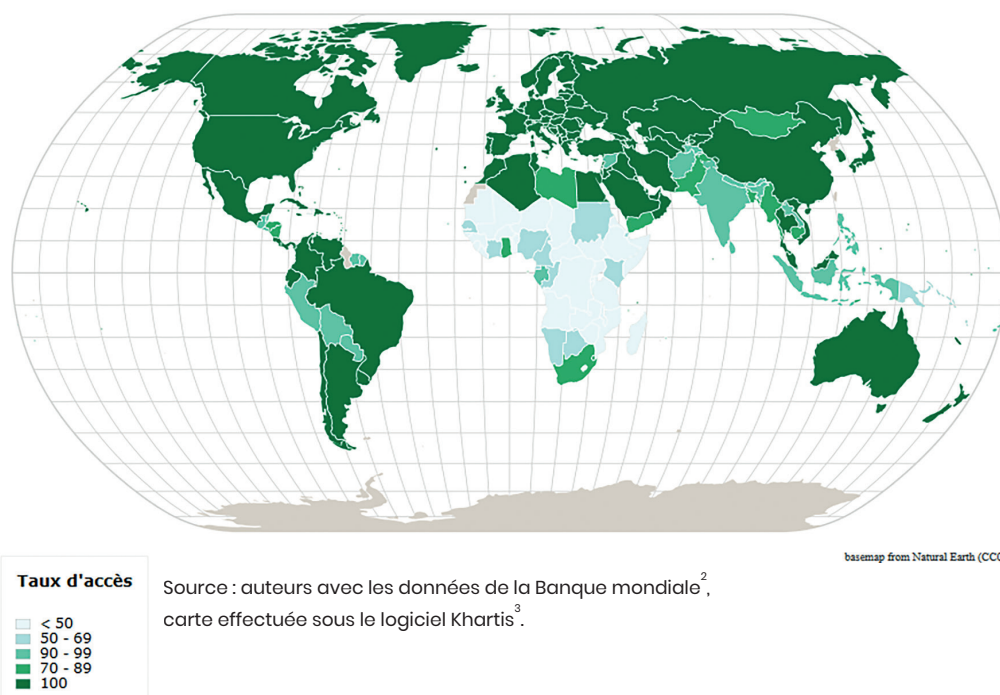 basemap from Natural Earth (CC0
Taux d'accès
< 50
50 - 69
90 - 99
70 - 89
100
Source : auteurs avec les données de la Banque mondiale²,
carte effectuée sous le logiciel Khartis³.